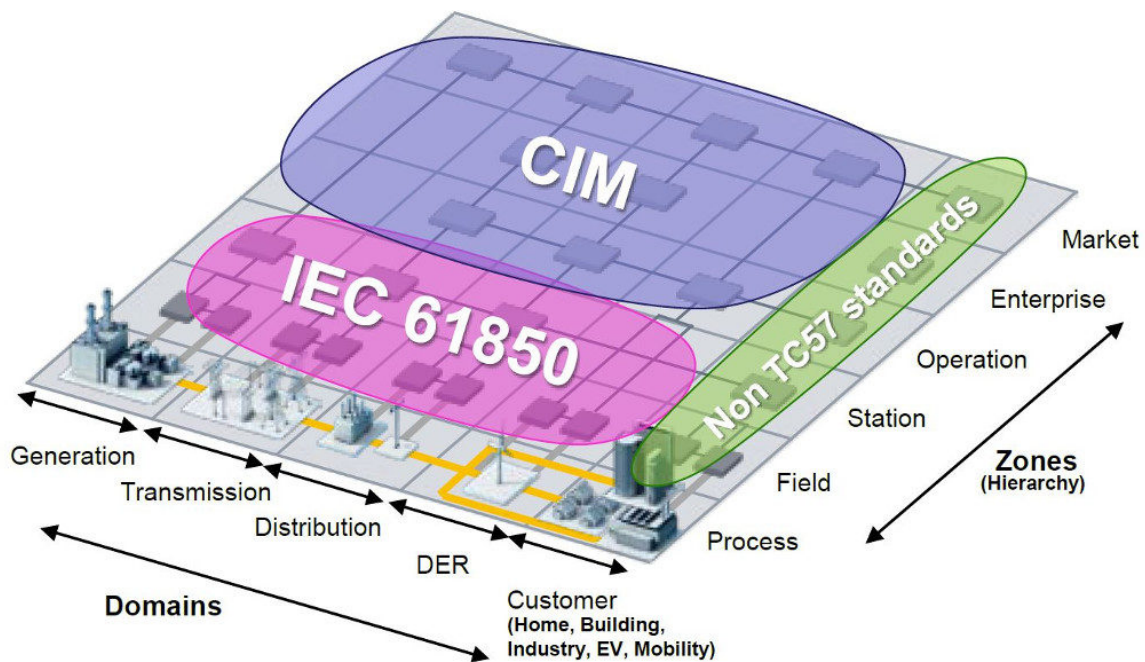 CIM
IEC 61850
Non TC57 standards
Market
Enterprise
Operation
Station
Field
Process
Zones
(Hierarchy)
Generation
Transmission
Distribution
DER
Customer
(Home, Building,
Industry, EV, Mobility)
Domains